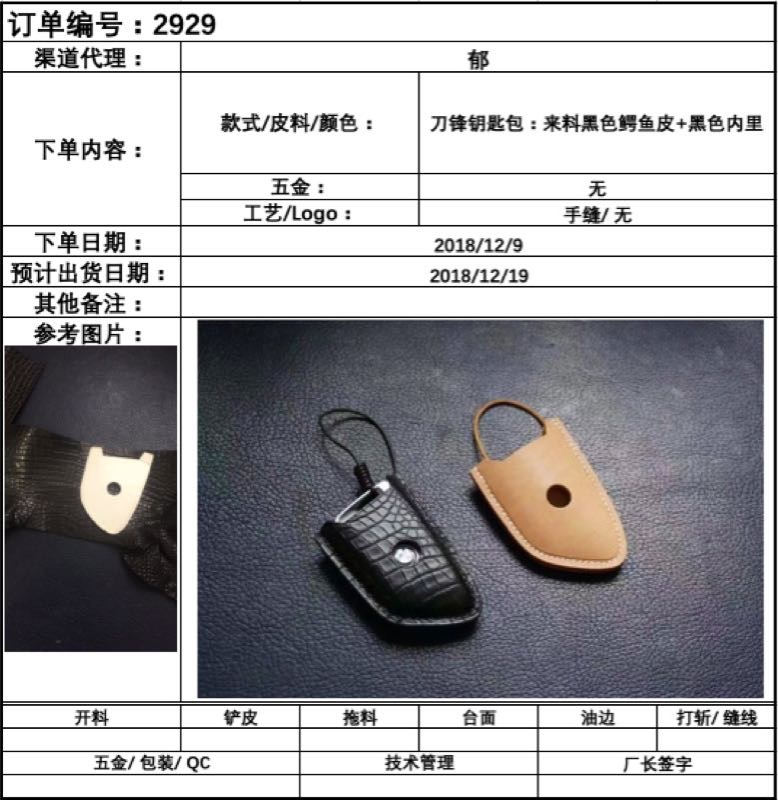 订单编号：2929
渠道代理： 郁
下单内容： 款式/皮料/颜色： 刀锋钥匙包：来料黑色鳄鱼皮+黑色内里
五金： 无
工艺/Logo： 手缝/ 无
下单日期： 2018/12/9
预计出货日期： 2018/12/19
其他备注：
参考图片：
开料 铲皮 拖料 台面 油边 打斩/ 缝线
五金/ 包装/ QC 技术管理 厂长签字